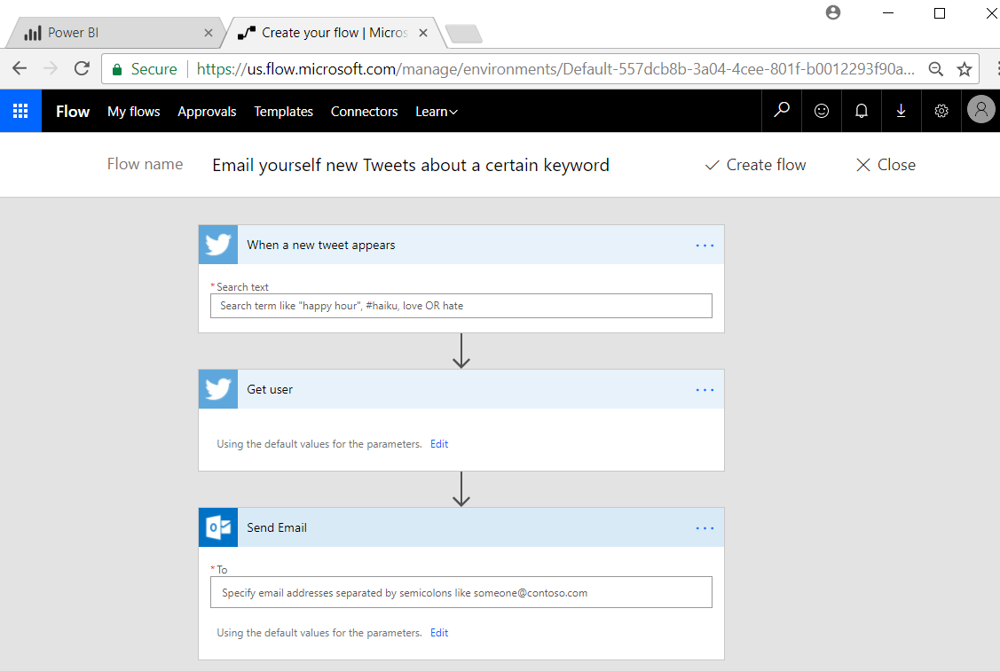 Power BI
Create your flow | Micros
Secure https://us.flow.microsoft.com/manage/environments/Default-557dcb8b-3a04-4cee-801f-b0012293f90a...
Flow My flows Approvals Templates Connectors Learn
Flow name Email yourself new Tweets about a certain keyword Create flow Close
When a new tweet appears
* Search text
Search term like "happy hour", #haiku, love OR hate
Get user
Using the default values for the parameters. Edit
Send Email
* To
Specify email addresses separated by semicolons like someone@contoso.com
Using the default values for the parameters. Edit